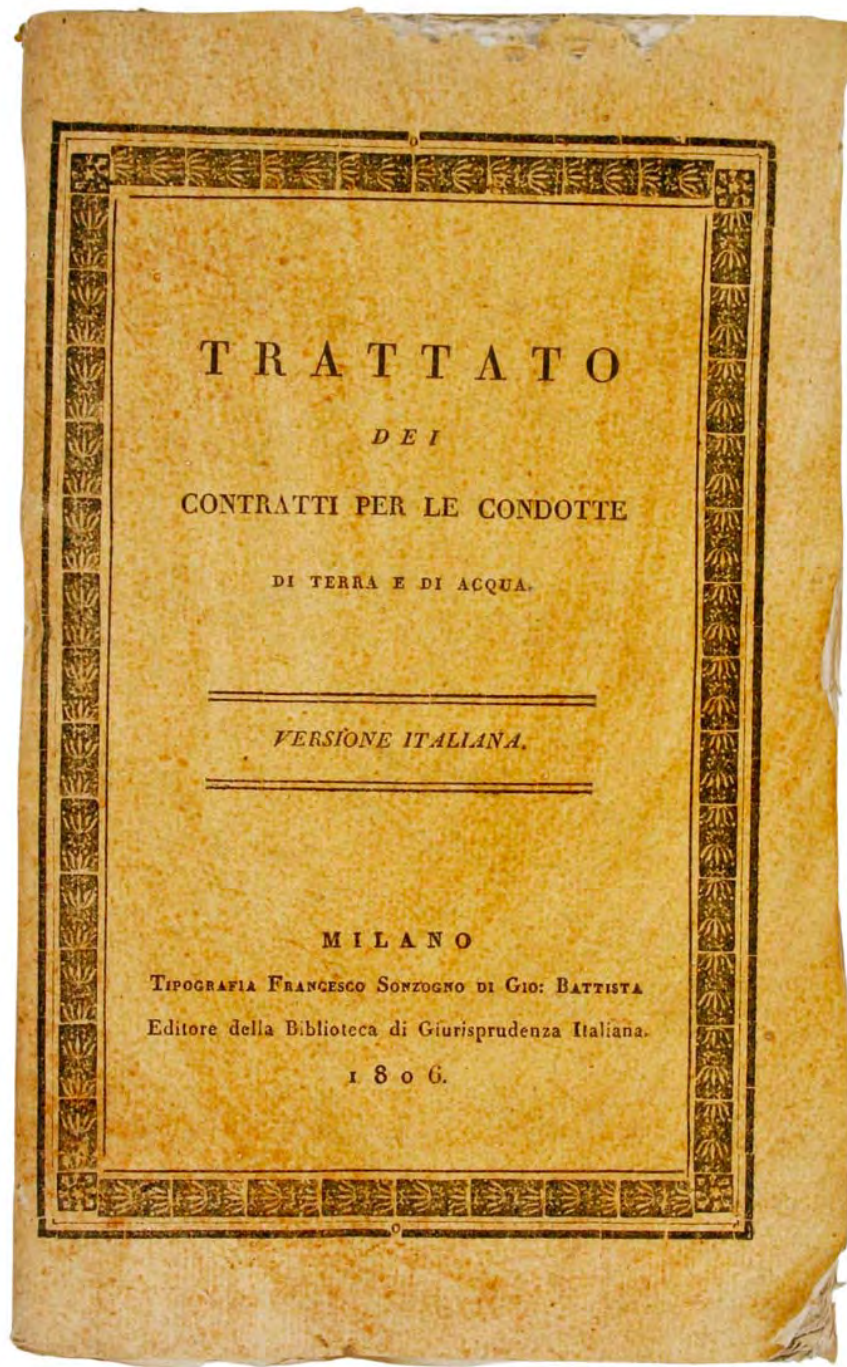 TRATTATO
DEI
CONTRATTI PER LE CONDOTTE
DI TERRA E DI ACQUA.
VERSIONE ITALIANA.
MILANO
TIPOGRAFIA FRANCESCO SONZOGNO DI GIO: BATTISTA
Editore della Biblioteca di Giurisprudenza Italiana.
1806.